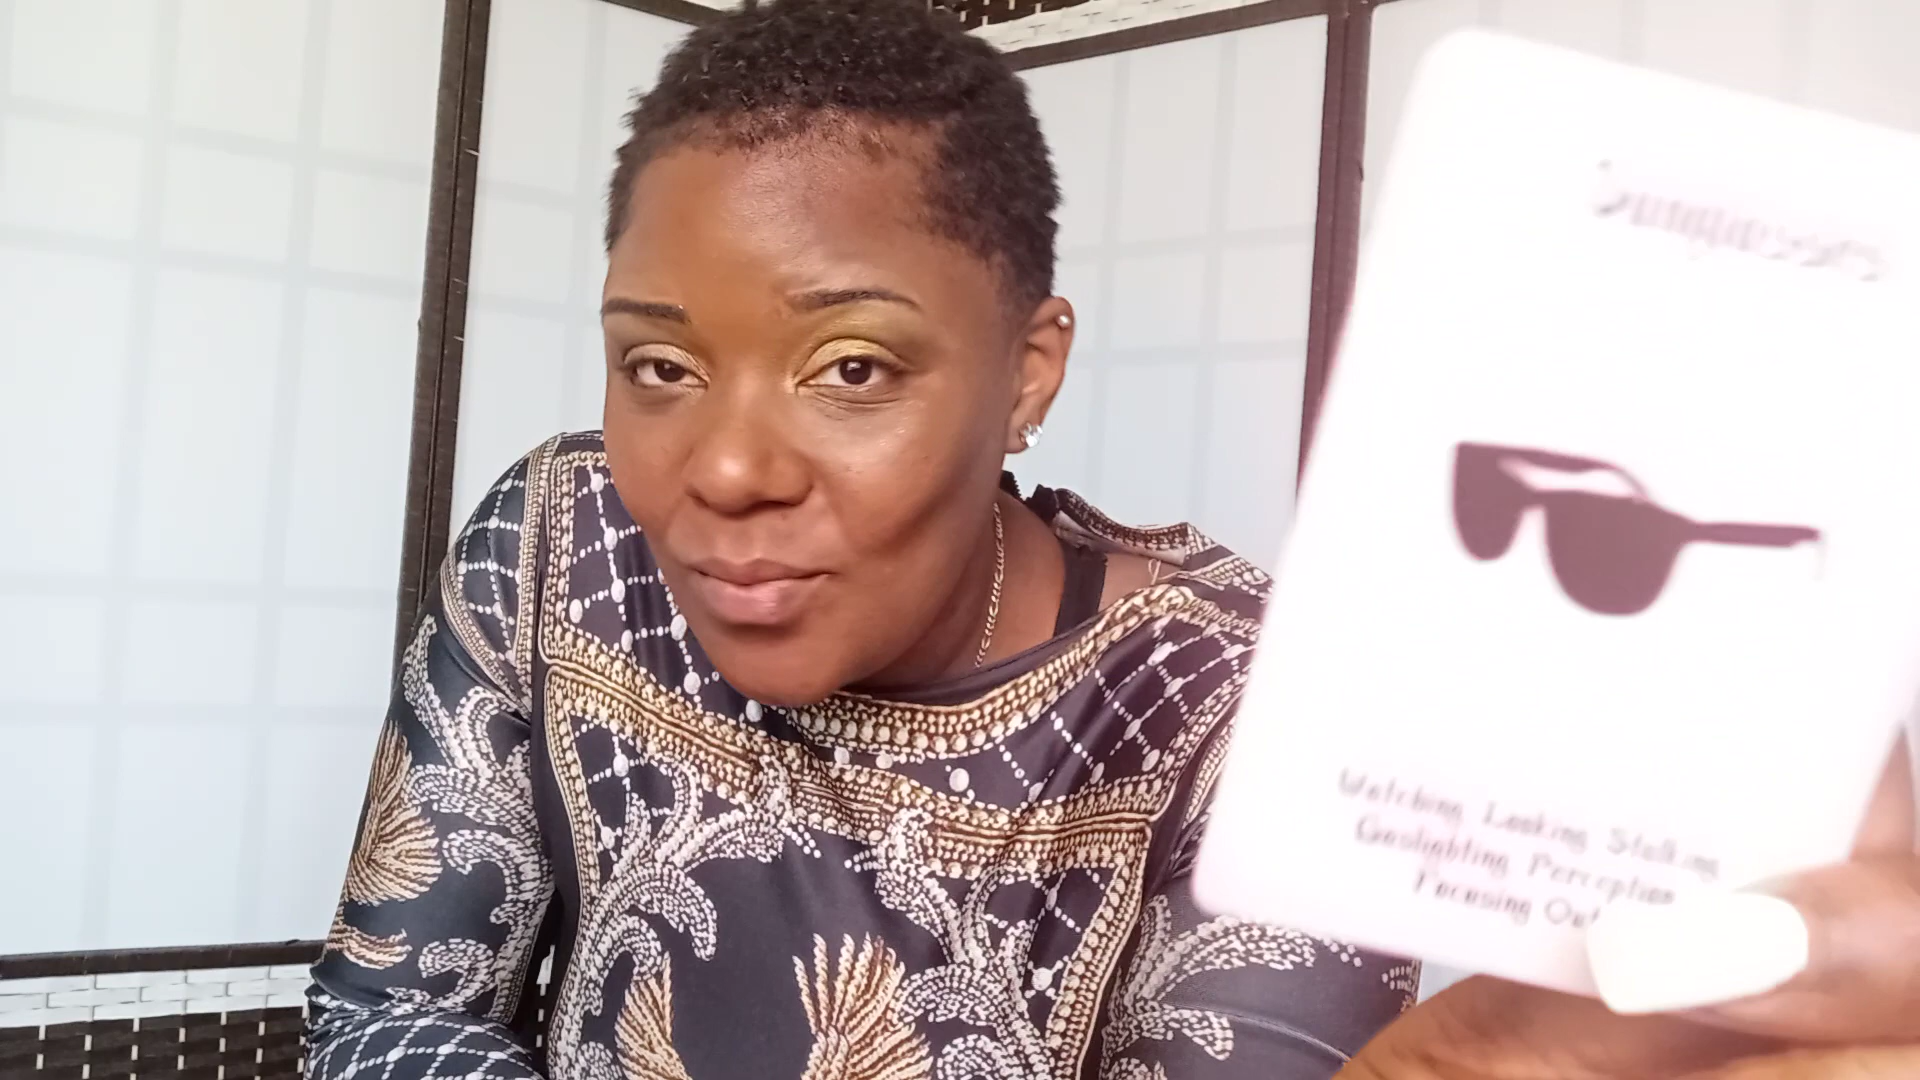 Sunglasses
Watching Looking Stalking
Gaslighting Perception
Focusing Out